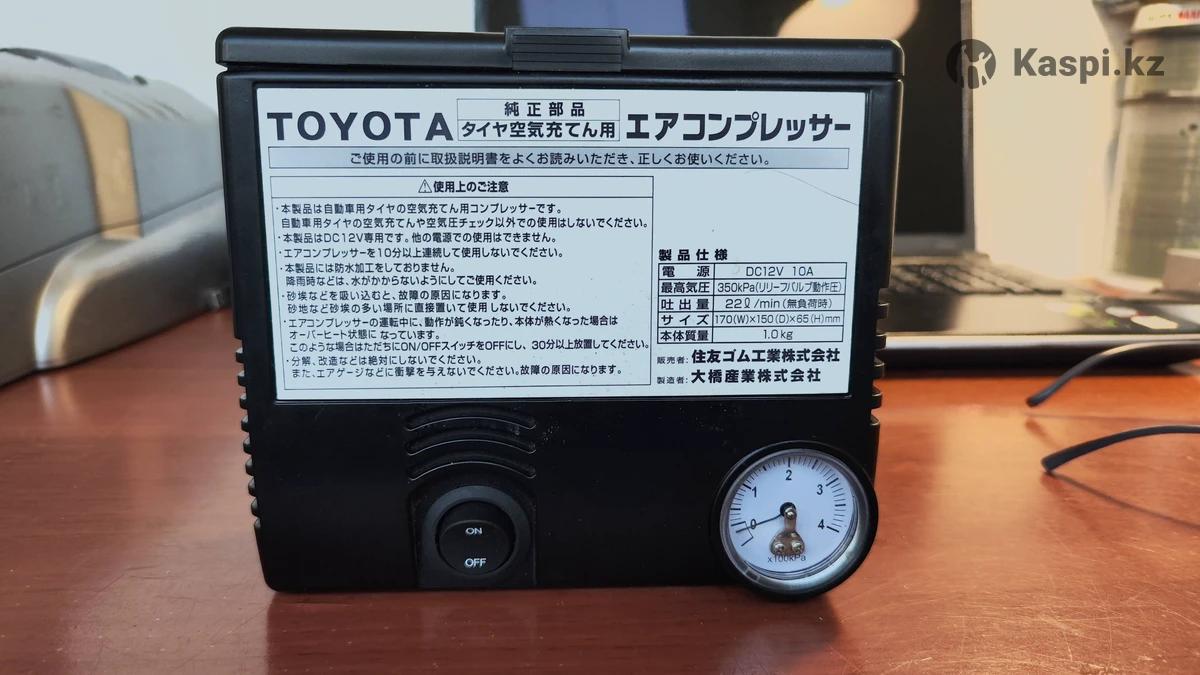 Kaspi.kz
TOYOTA 純正部品 タイヤ空気充てん用 エアコンプレッサー
ご使用の前に取扱説明書をよくお読みいただき、正しくお使いください。
⚠使用上のご注意
・本製品は自動車用タイヤの空気充てん用コンプレッサーです。
自動車用タイヤの空気充てんや空気圧チェック以外での使用はしないでください。
・本製品はDC12V専用です。他の電源での使用はできません。
・エアコンプレッサーを10分以上連続して使用しないでください。
・本製品には防水加工をしておりません。
降雨時などは、水がかからないようにしてご使用ください。
・砂埃などを吸い込むと、故障の原因になります。
砂地など砂埃の多い場所に直接置いて使用しないでください。
・エアコンプレッサーの運転中に、動作が鈍くなったり、本体が熱くなった場合は
オーバーヒート状態になっています。
このような場合はただちにON/OFFスイッチをOFFにし、30分以上放置してください。
・分解、改造などは絶対にしないでください。
また、エアゲージなどに衝撃を与えないでください。故障の原因になります。
製品仕様
電源 DC12V 10A
最高気圧 350kPa(リリーフバルブ動作圧)
吐出量 22ℓ/min(無負荷時)
サイズ 170(W)×150(D)×65(H)mm
本体質量 1.0kg
販売者:住友ゴム工業株式会社
製造者:大橋産業株式会社
ON
OFF
0 1 2 3 4
x100kPa